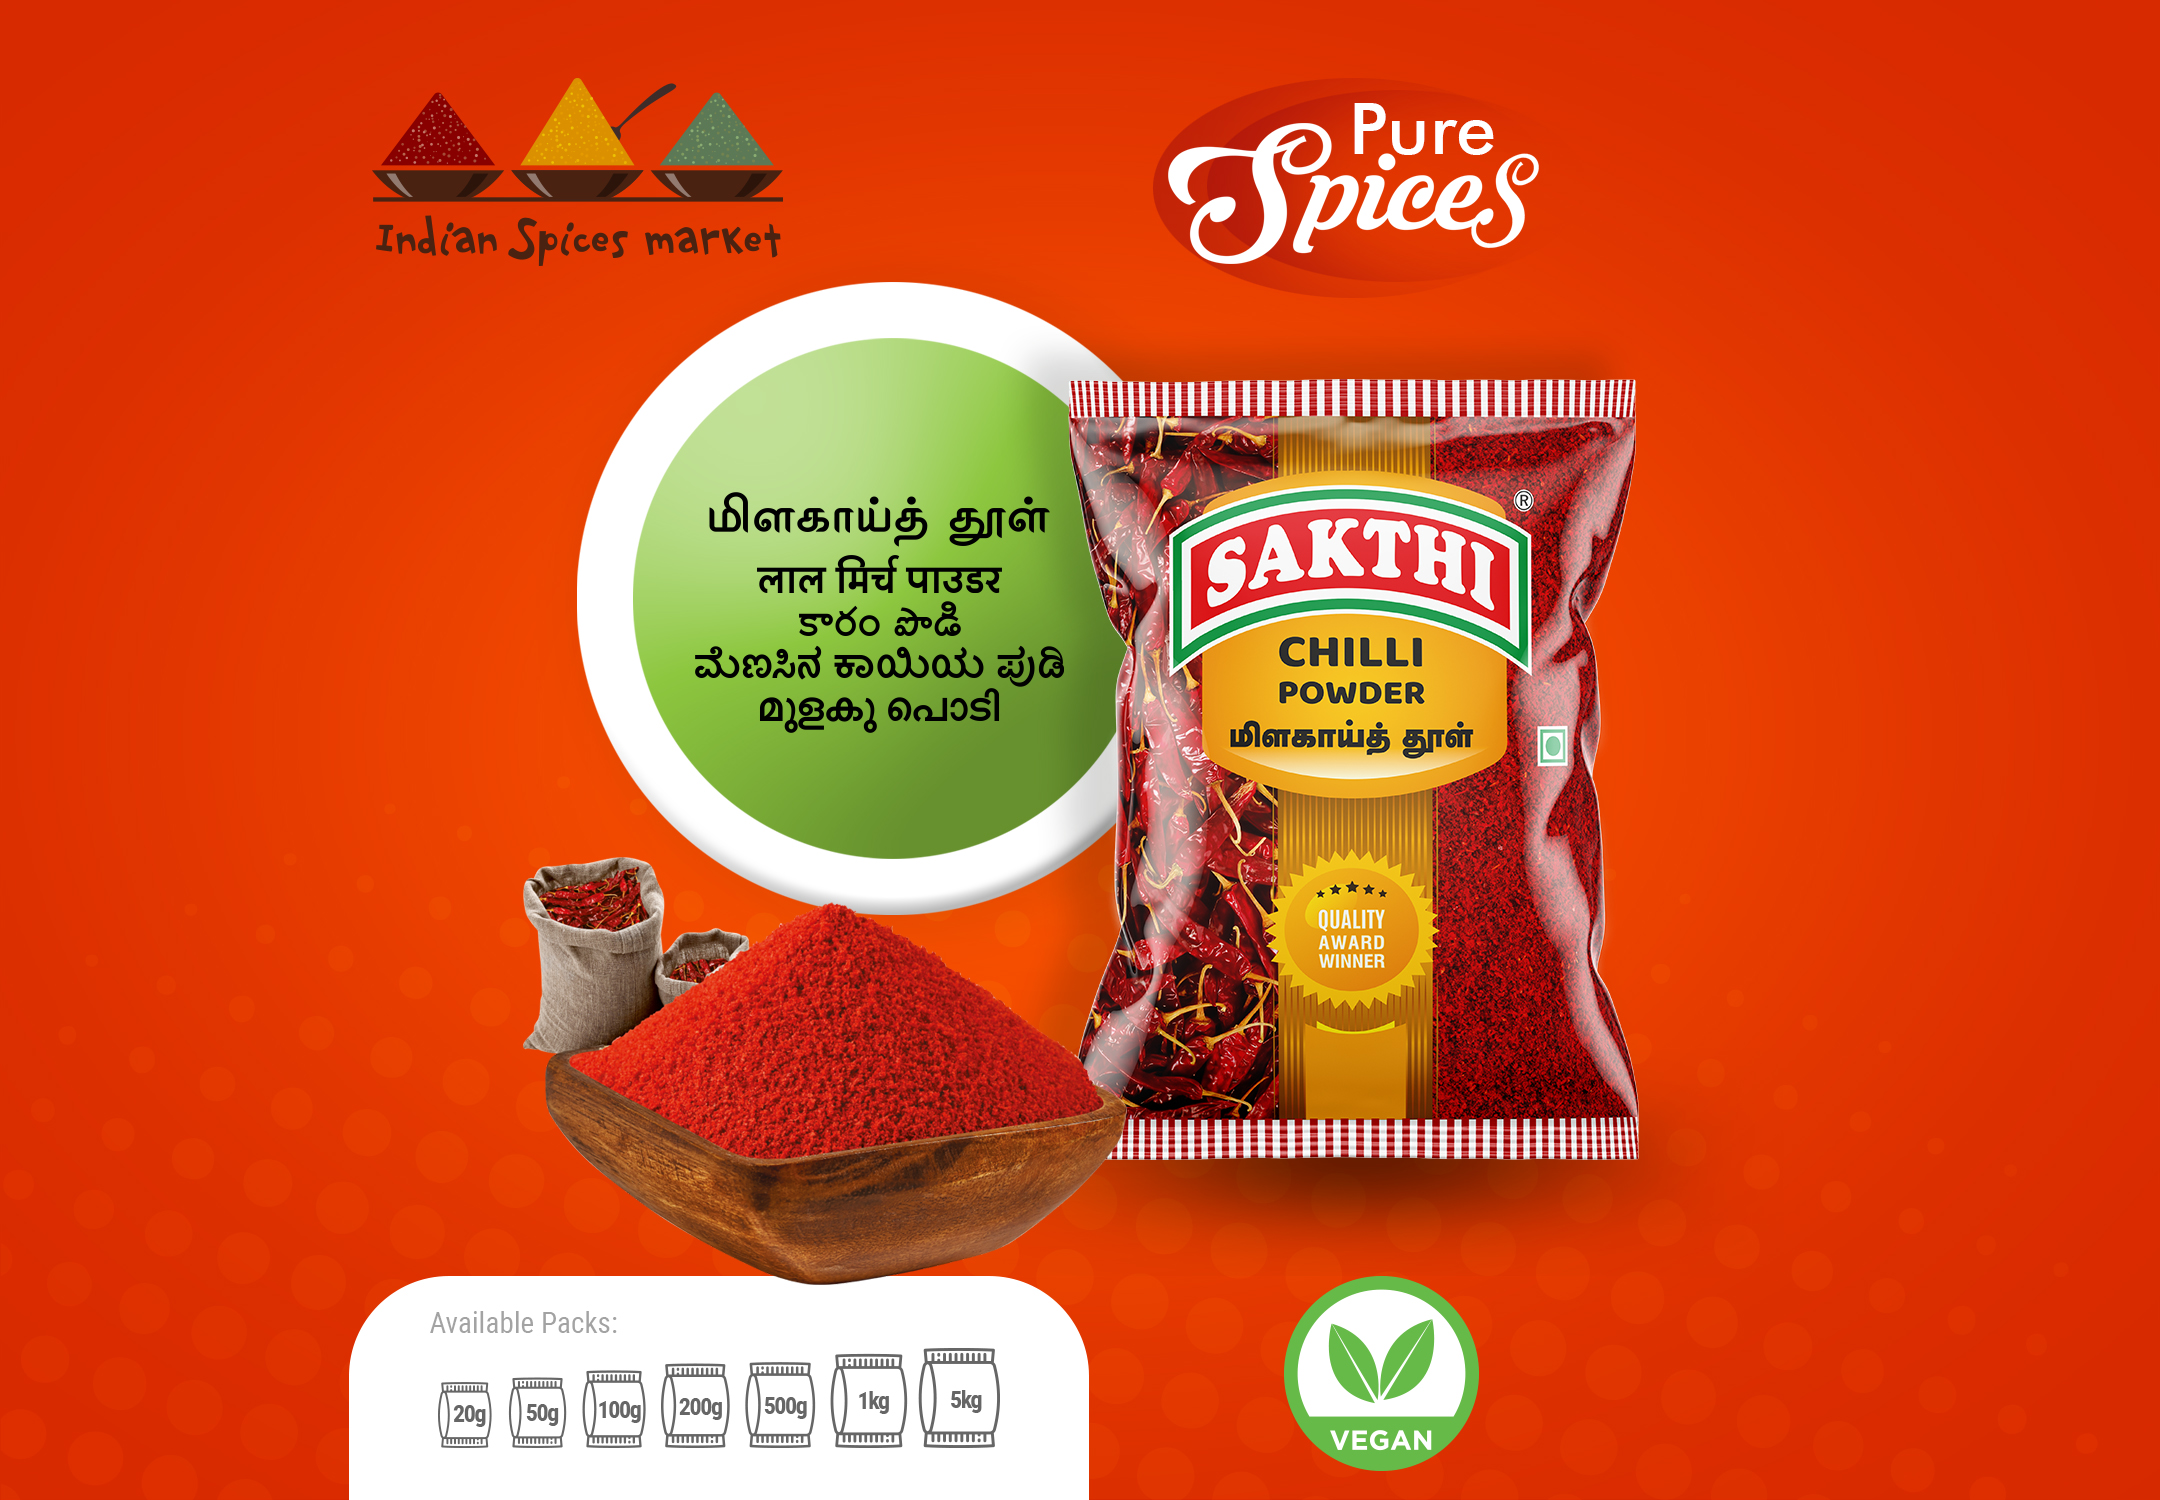 Indian Spices market
Pure
Spices
மிளகாய்த் தூள்
लाल मिर्च पाउडर
కారం పొడి
ಮೆಣಸಿನ ಕಾಯಿಯ ಪುಡಿ
മുളകു പൊടി
®
SAKTHI
CHILLI
POWDER
மிளகாய்த் தூள்
QUALITY
AWARD
WINNER
Available Packs:
20g 50g 100g 200g 500g 1kg 5kg
VEGAN